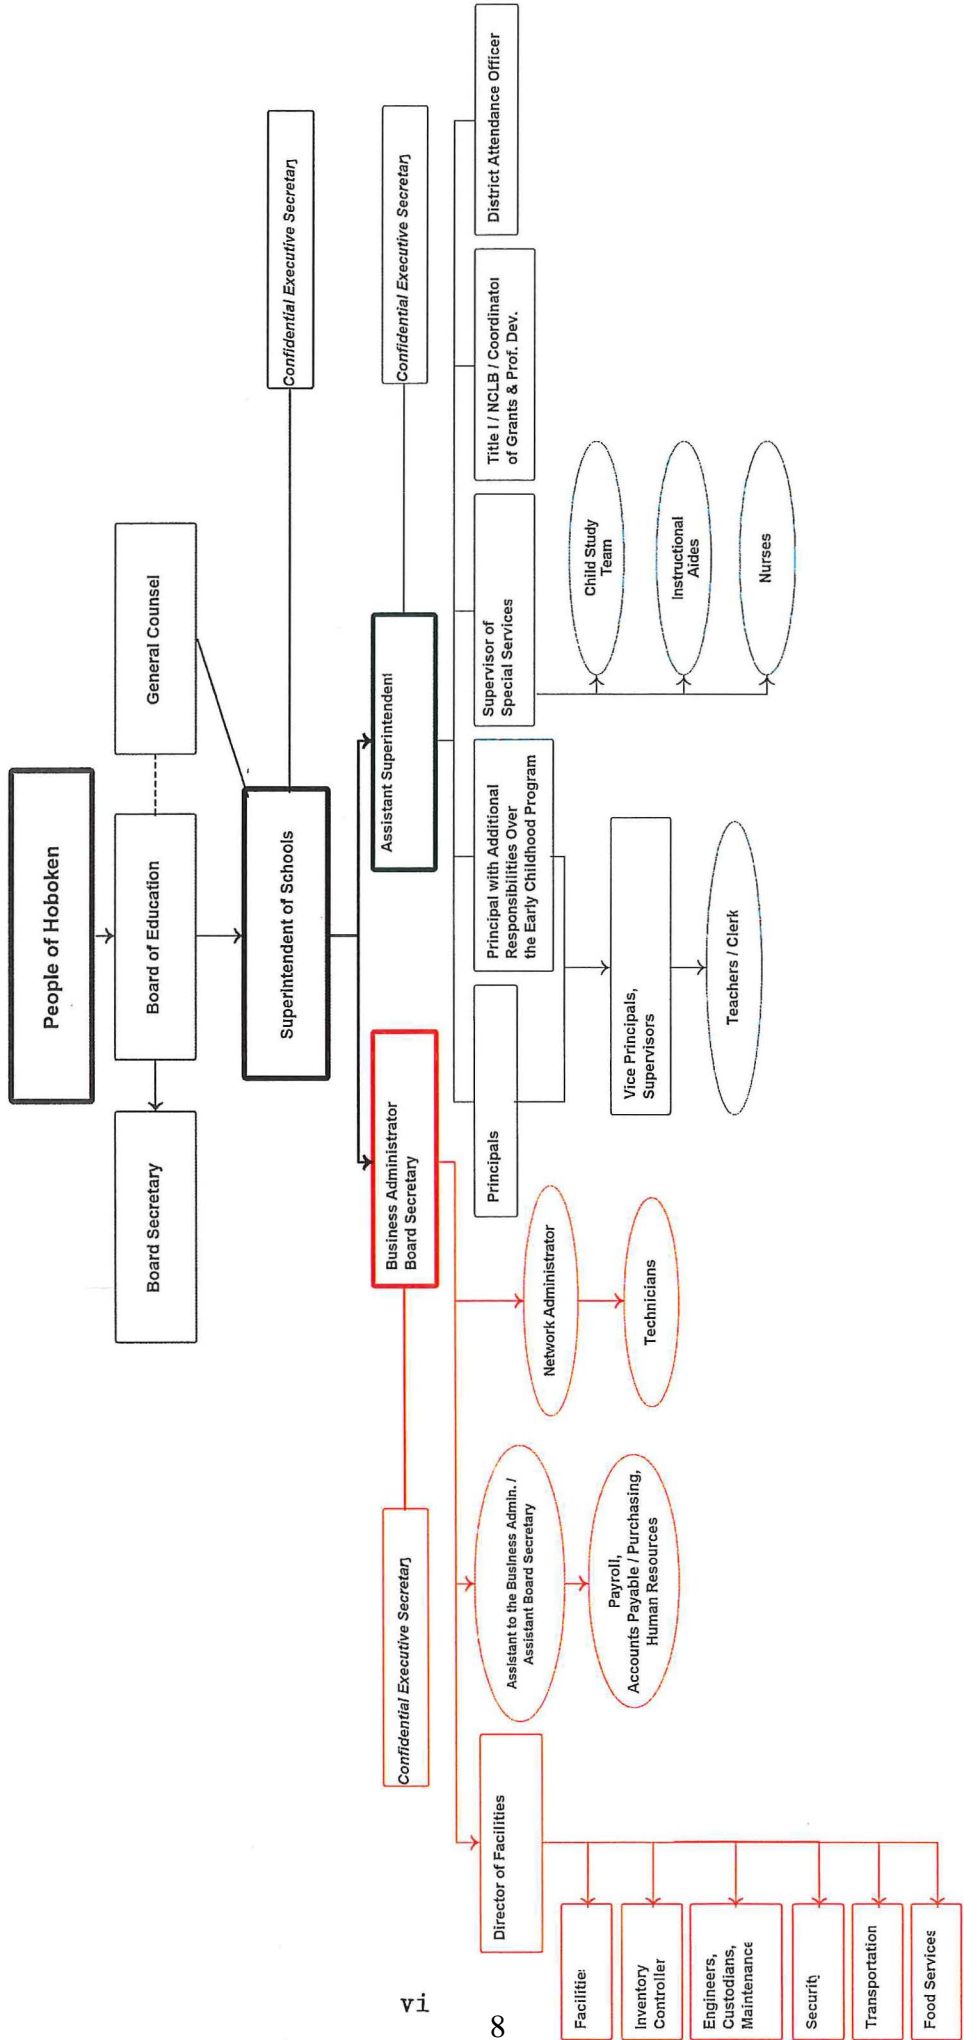 People of Hoboken
Board Secretary
Board of Education
General Counsel
Superintendent of Schools
Confidential Executive Secretary
Business Administrator
Board Secretary
Assistant Superintendent
Confidential Executive Secretary
Confidential Executive Secretary
Director of Facilities
Assistant to the Business Admin. /
Assistant Board Secretary
Network Administrator
Principals
Principal with Additional
Responsibilities Over
the Early Childhood Program
Supervisor of
Special Services
Title I / NCLB / Coordinator
of Grants & Prof. Dev.
District Attendance Officer
Facilities
Inventory
Controller
Engineers,
Custodians,
Maintenance
Security
Transportation
Food Services
Payroll,
Accounts Payable / Purchasing,
Human Resources
Technicians
Vice Principals,
Supervisors
Teachers / Clerk
Child Study
Team
Instructional
Aides
Nurses
vi
8